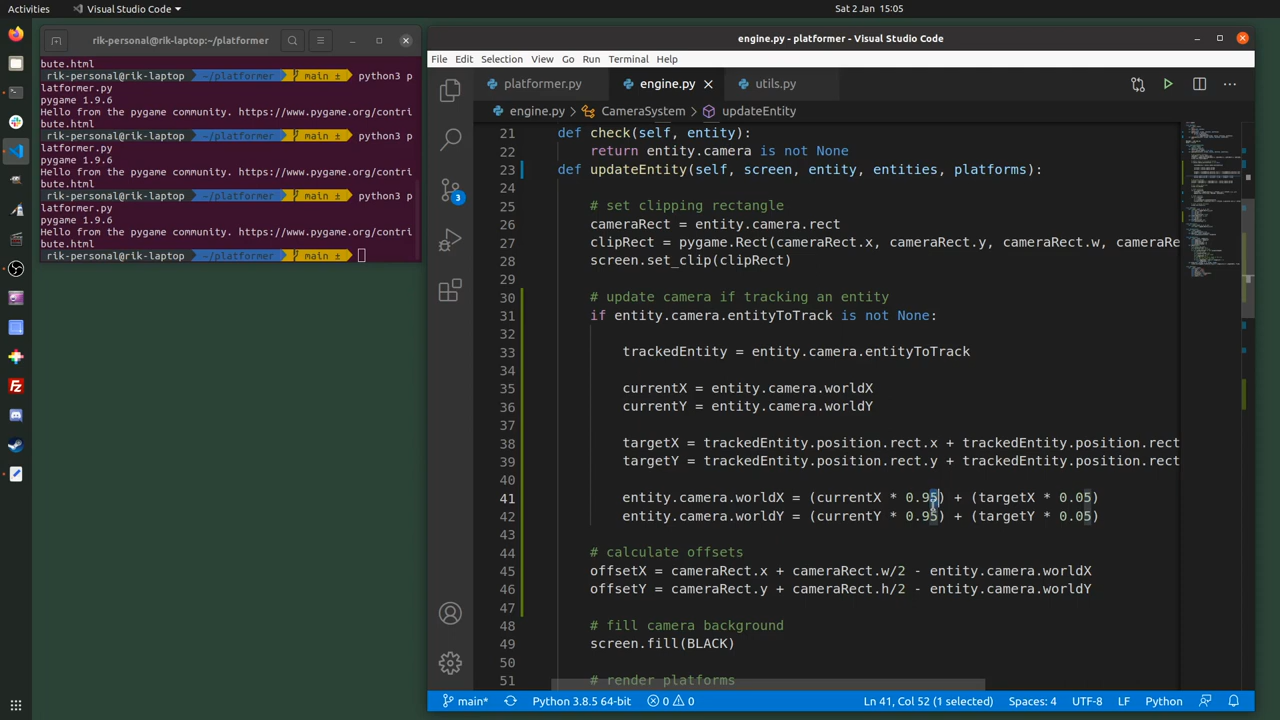 Activities
Visual Studio Code
Sat 2 Jan 15:05
rik-personal@rik-laptop:~/platformer
bute.html
rik-personal@rik-laptop ~/platformer main ± python3 p
latformer.py
pygame 1.9.6
Hello from the pygame community. https://www.pygame.org/contri
bute.html
rik-personal@rik-laptop ~/platformer main ± python3 p
latformer.py
pygame 1.9.6
Hello from the pygame community. https://www.pygame.org/contri
bute.html
rik-personal@rik-laptop ~/platformer main ± python3 p
latformer.py
pygame 1.9.6
Hello from the pygame community. https://www.pygame.org/contri
bute.html
rik-personal@rik-laptop ~/platformer main ±
engine.py - platformer - Visual Studio Code
File Edit Selection View Go Run Terminal Help
platformer.py engine.py utils.py
engine.py > CameraSystem > updateEntity
21 def check(self, entity):
22 return entity.camera is not None
23 def updateEntity(self, screen, entity, entities, platforms):
24
25 # set clipping rectangle
26 cameraRect = entity.camera.rect
27 clipRect = pygame.Rect(cameraRect.x, cameraRect.y, cameraRect.w, cameraRe
28 screen.set_clip(clipRect)
29
30 # update camera if tracking an entity
31 if entity.camera.entityToTrack is not None:
32
33 trackedEntity = entity.camera.entityToTrack
34
35 currentX = entity.camera.worldX
36 currentY = entity.camera.worldY
37
38 targetX = trackedEntity.position.rect.x + trackedEntity.position.rect
39 targetY = trackedEntity.position.rect.y + trackedEntity.position.rect
40
41 entity.camera.worldX = (currentX * 0.95) + (targetX * 0.05)
42 entity.camera.worldY = (currentY * 0.95) + (targetY * 0.05)
43
44 # calculate offsets
45 offsetX = cameraRect.x + cameraRect.w/2 - entity.camera.worldX
46 offsetY = cameraRect.y + cameraRect.h/2 - entity.camera.worldY
47
48 # fill camera background
49 screen.fill(BLACK)
50
51 # render platforms
3
main* Python 3.8.5 64-bit 0 0 Ln 41, Col 52 (1 selected) Spaces: 4 UTF-8 LF Python